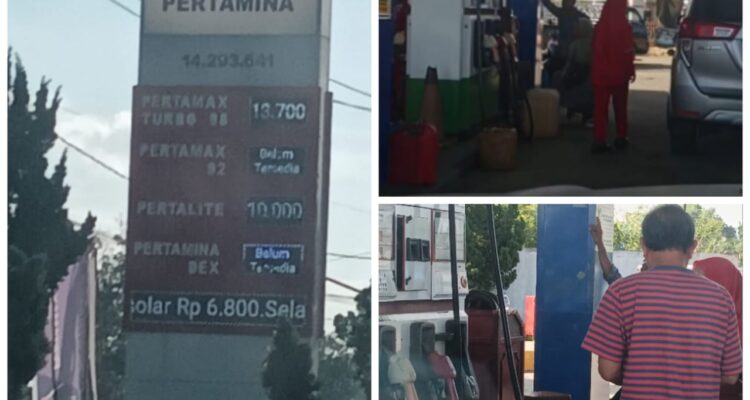 PERTAMINA
14.293.641
PERTAMAX
TURBO 98 13.700
PERTAMAX
92 Belum
Tersedia
PERTALITE 10.000
PERTAMINA
DEX Belum
Tersedia
solar Rp 6.800.Sela